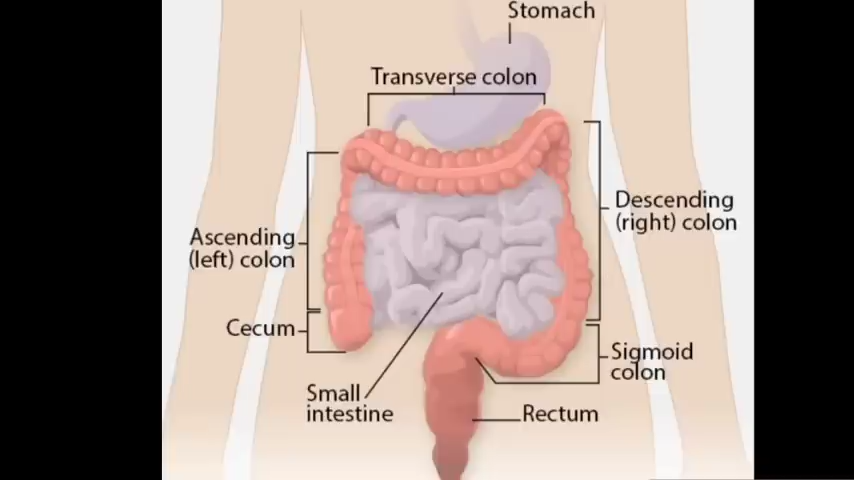 Stomach
Transverse colon
Descending
(right) colon
Ascending
(left) colon
Cecum
Sigmoid
colon
Small
intestine
Rectum